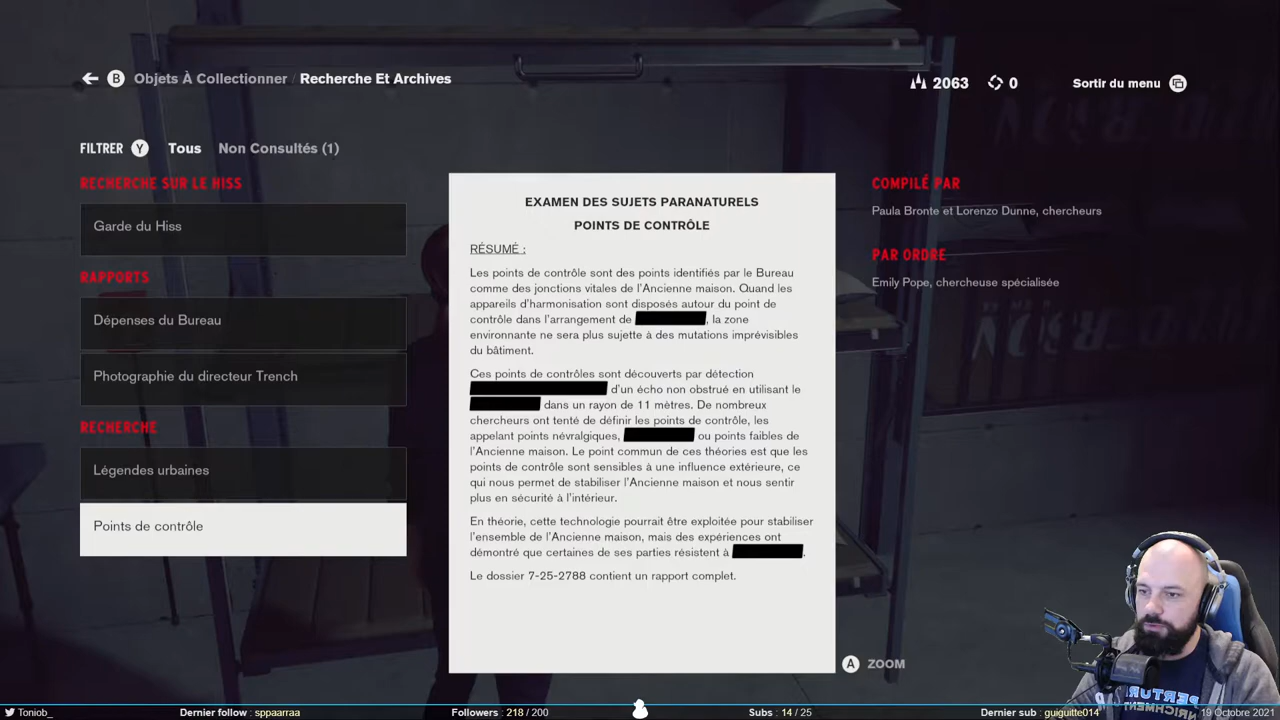 B Objets À Collectionner / Recherche Et Archives
2063
0
Sortir du menu
FILTRER Y Tous Non Consultés (1)
RECHERCHE SUR LE HISS
Garde du Hiss
RAPPORTS
Dépenses du Bureau
Photographie du directeur Trench
RECHERCHE
Légendes urbaines
Points de contrôle
EXAMEN DES SUJETS PARANATURELS
POINTS DE CONTRÔLE
RÉSUMÉ :
Les points de contrôle sont des points identifiés par le Bureau
comme des jonctions vitales de l'Ancienne maison. Quand les
appareils d'harmonisation sont disposés autour du point de
contrôle dans l'arrangement de , la zone
environnante ne sera plus sujette à des mutations imprévisibles
du bâtiment.
Ces points de contrôles sont découverts par détection
d'un écho non obstrué en utilisant le
dans un rayon de 11 mètres. De nombreux
chercheurs ont tenté de définir les points de contrôle, les
appelant points névralgiques, ou points faibles de
l'Ancienne maison. Le point commun de ces théories est que les
points de contrôle sont sensibles à une influence extérieure, ce
qui nous permet de stabiliser l'Ancienne maison et nous sentir
plus en sécurité à l'intérieur.
En théorie, cette technologie pourrait être exploitée pour stabiliser
l'ensemble de l'Ancienne maison, mais des expériences ont
démontré que certaines de ses parties résistent à .
Le dossier 7-25-2788 contient un rapport complet.
COMPILÉ PAR
Paula Bronte et Lorenzo Dunne, chercheurs
PAR ORDRE
Emily Pope, chercheuse spécialisée
A ZOOM
Toniob_
Dernier follow : sppaarraa
Followers : 218 / 200
Subs : 14 / 25
Dernier sub : guiguitte014
19 Octobre 2021